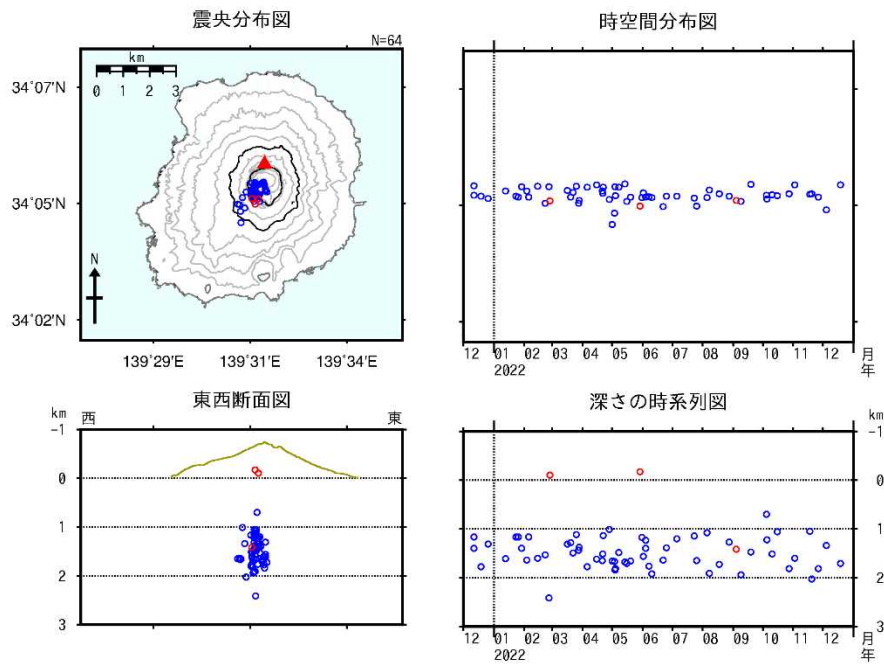 震央分布図
N=64
km
0 1 2 3
34°07'N
34°05'N
34°02'N
N
139°29'E 139°31'E 139°34'E
時空間分布図
12 01 02 03 04 05 06 07 08 09 10 11 12 月
2022 年
東西断面図
km 西 東
-1
0
1
2
3
深さの時系列図
km
-1
0
1
2
3
12 01 02 03 04 05 06 07 08 09 10 11 12 月
2022 年